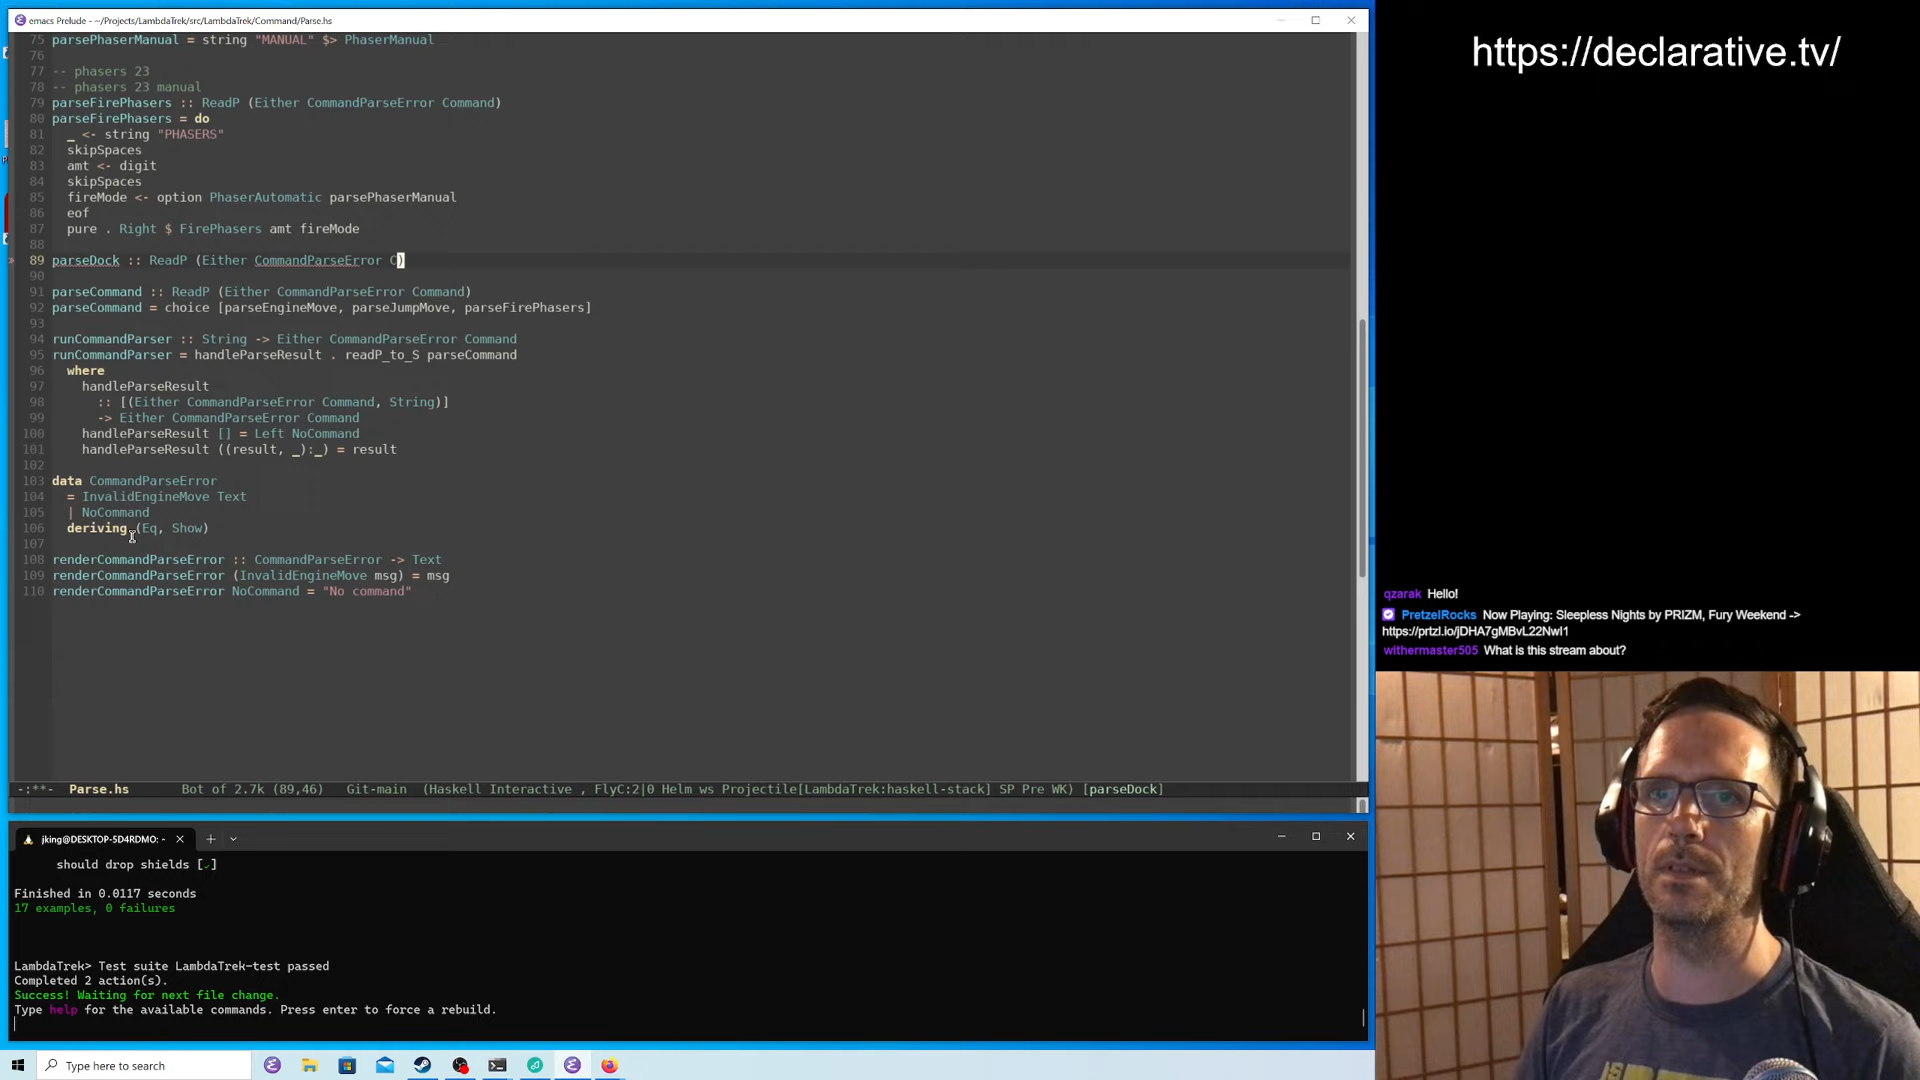 emacs Prelude - ~/Projects/LambdaTrek/src/LambdaTrek/Command/Parse.hs
75 parsePhaserManual = string "MANUAL" $> PhaserManual
76
77 -- phasers 23
78 -- phasers 23 manual
79 parseFirePhasers :: ReadP (Either CommandParseError Command)
80 parseFirePhasers = do
81 _ <- string "PHASERS"
82 skipSpaces
83 amt <- digit
84 skipSpaces
85 fireMode <- option PhaserAutomatic parsePhaserManual
86 eof
87 pure . Right $ FirePhasers amt fireMode
88
89 parseDock :: ReadP (Either CommandParseError C)
90
91 parseCommand :: ReadP (Either CommandParseError Command)
92 parseCommand = choice [parseEngineMove, parseJumpMove, parseFirePhasers]
93
94 runCommandParser :: String -> Either CommandParseError Command
95 runCommandParser = handleParseResult . readP_to_S parseCommand
96 where
97 handleParseResult
98 :: [(Either CommandParseError Command, String)]
99 -> Either CommandParseError Command
100 handleParseResult [] = Left NoCommand
101 handleParseResult ((result, _):_) = result
102
103 data CommandParseError
104 = InvalidEngineMove Text
105 | NoCommand
106 deriving (Eq, Show)
107
108 renderCommandParseError :: CommandParseError -> Text
109 renderCommandParseError (InvalidEngineMove msg) = msg
110 renderCommandParseError NoCommand = "No command"
-:**- Parse.hs Bot of 2.7k (89,46) Git-main (Haskell Interactive , FlyC:2|0 Helm ws Projectile[LambdaTrek:haskell-stack] SP Pre WK) [parseDock]
jking@DESKTOP-5D4RDMO: ~
should drop shields [✓]
Finished in 0.0117 seconds
17 examples, 0 failures
LambdaTrek> Test suite LambdaTrek-test passed
Completed 2 action(s).
Success! Waiting for next file change.
Type help for the available commands. Press enter to force a rebuild.
Type here to search
https://declarative.tv/
qzarak Hello!
PretzelRocks Now Playing: Sleepless Nights by PRIZM, Fury Weekend ->
https://prtzl.io/jDHA7gMBvL22NwI1
withermaster505 What is this stream about?